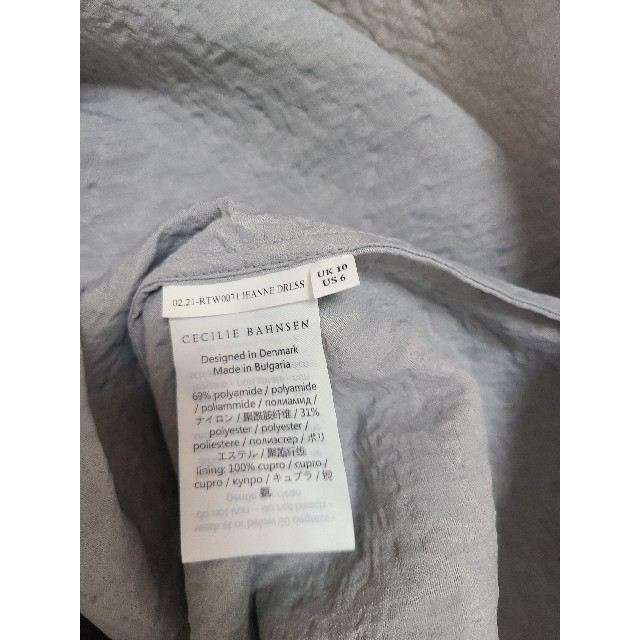 02.21-RTW0071 JEANNE DRESS
UK 10
US 6
CECILIE BAHNSEN
Designed in Denmark
Made in Bulgaria
69% polyamide / polyamide
/ poliammide / полиамид /
ナイロン / 聚酰胺纤维 / 31%
polyester / polyester /
poliestere / полиэстер / ポリ
エステル / 聚酯纤维
lining: 100% cupro / cupro /
cupro / купро / キュプラ / 铜
氨